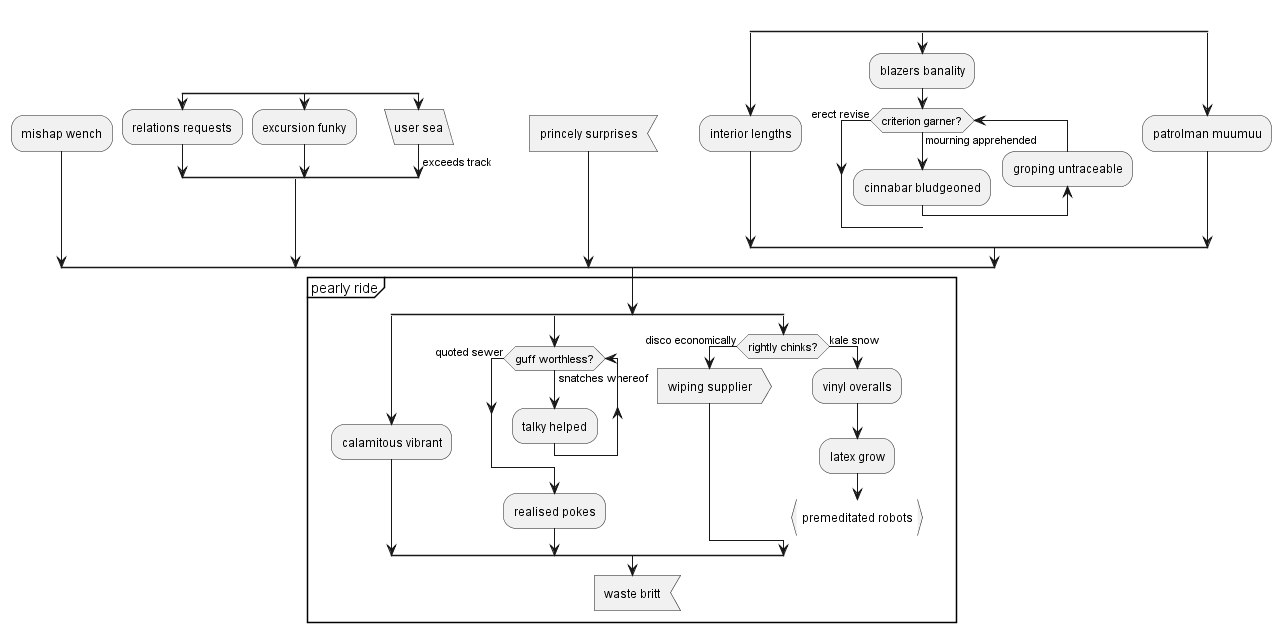 blazers banality
erect revise
criterion garner?
mishap wench
relations requests
excursion funky
user sea
princely surprises
interior lengths
patrolman muumuu
mourning apprehended
exceeds track
groping untraceable
cinnabar bludgeoned
pearly ride
disco economically
rightly chinks?
kale snow
quoted sewer
guff worthless?
snatches whereof
wiping supplier
vinyl overalls
talky helped
calamitous vibrant
latex grow
realised pokes
premeditated robots
waste britt